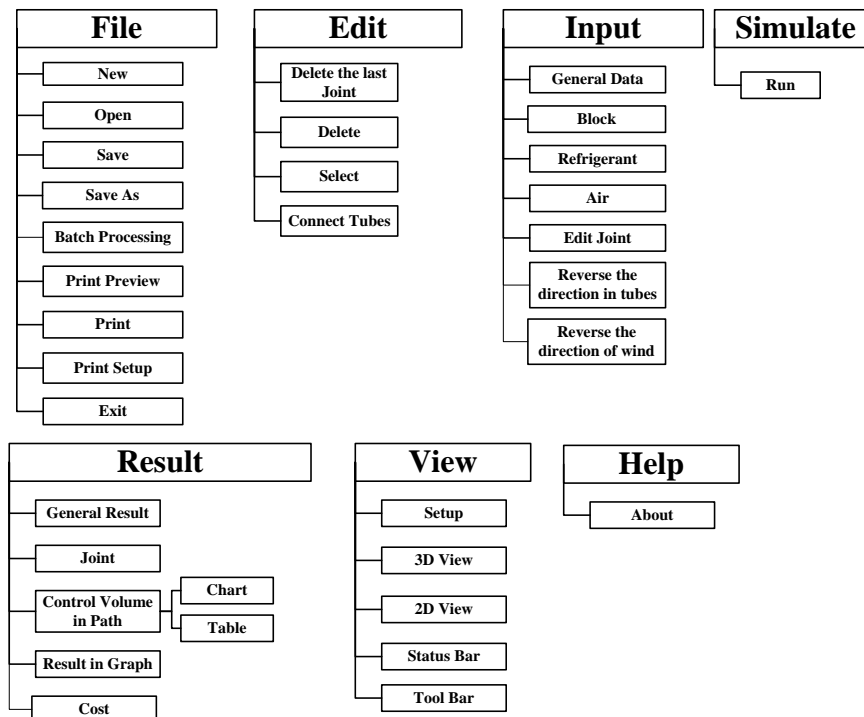 File
New
Open
Save
Save As
Batch Processing
Print Preview
Print
Print Setup
Exit
Edit
Delete the last
Joint
Delete
Select
Connect Tubes
Input
General Data
Block
Refrigerant
Air
Edit Joint
Reverse the
direction in tubes
Reverse the
direction of wind
Simulate
Run
Result
General Result
Joint
Control Volume
in Path
Chart
Table
Result in Graph
Cost
View
Setup
3D View
2D View
Status Bar
Tool Bar
Help
About